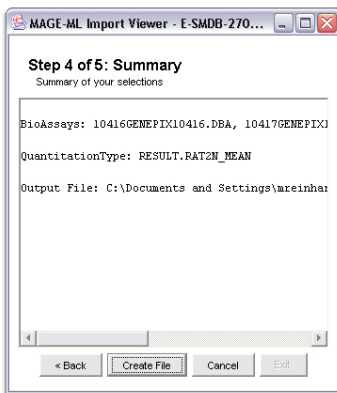 MAGE-ML Import Viewer - E-SMDB-270...
Step 4 of 5: Summary
Summary of your selections
BioAssays: 10416GENEPIX10416.DBA, 10417GENEPIX1
QuantitationType: RESULT.RAT2N_MEAN
Output File: C:\Documents and Settings\mreinhar
< Back
Create File
Cancel
Exit